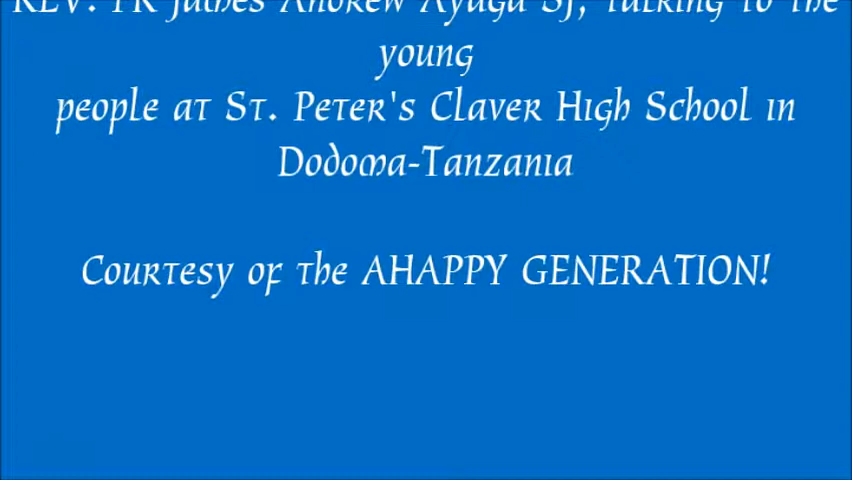 REV. FR James Andrew Ayaga SJ, talking to the
young
people at St. Peter's Claver High School in
Dodoma-Tanzania
Courtesy of the AHAPPY GENERATION!